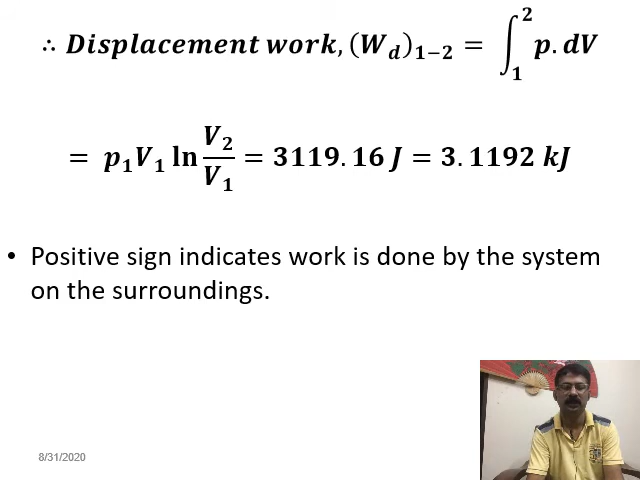 ∴ Displacement work, (W_d)_{1−2} = ∫_1^2 p. dV
= p_1V_1 ln V_2/V_1 = 3119.16 J = 3.1192 kJ
• Positive sign indicates work is done by the system
on the surroundings.
8/31/2020